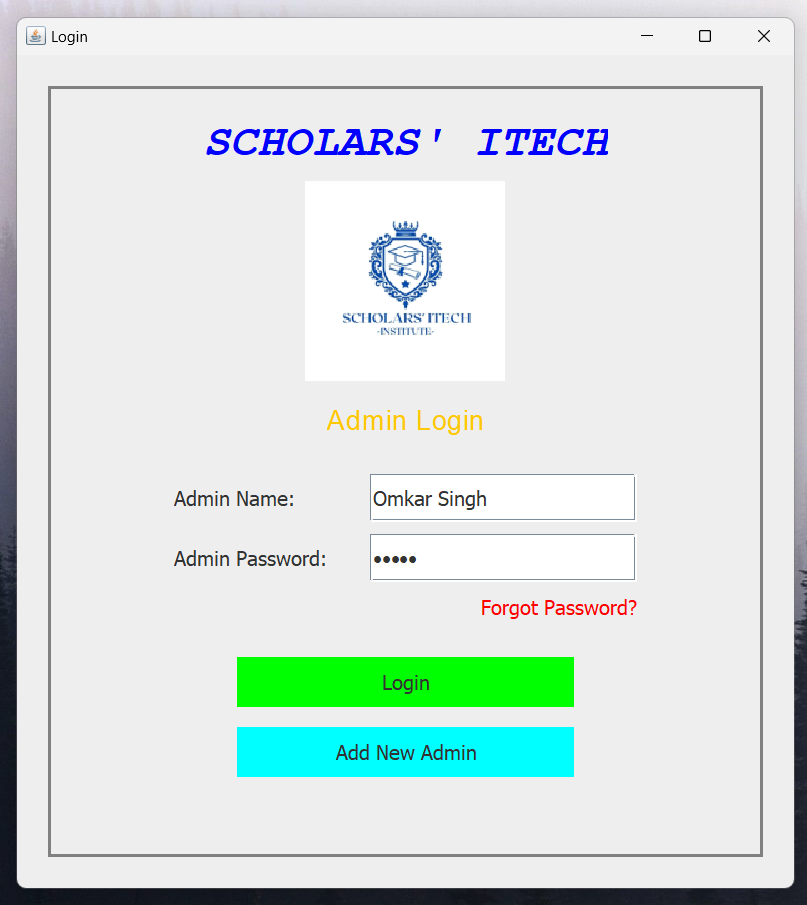 Login
SCHOLARS' ITECH
SCHOLARS' ITECH
-INSTITUTE-
Admin Login
Admin Name: Omkar Singh
Admin Password: •••••
Forgot Password?
Login
Add New Admin